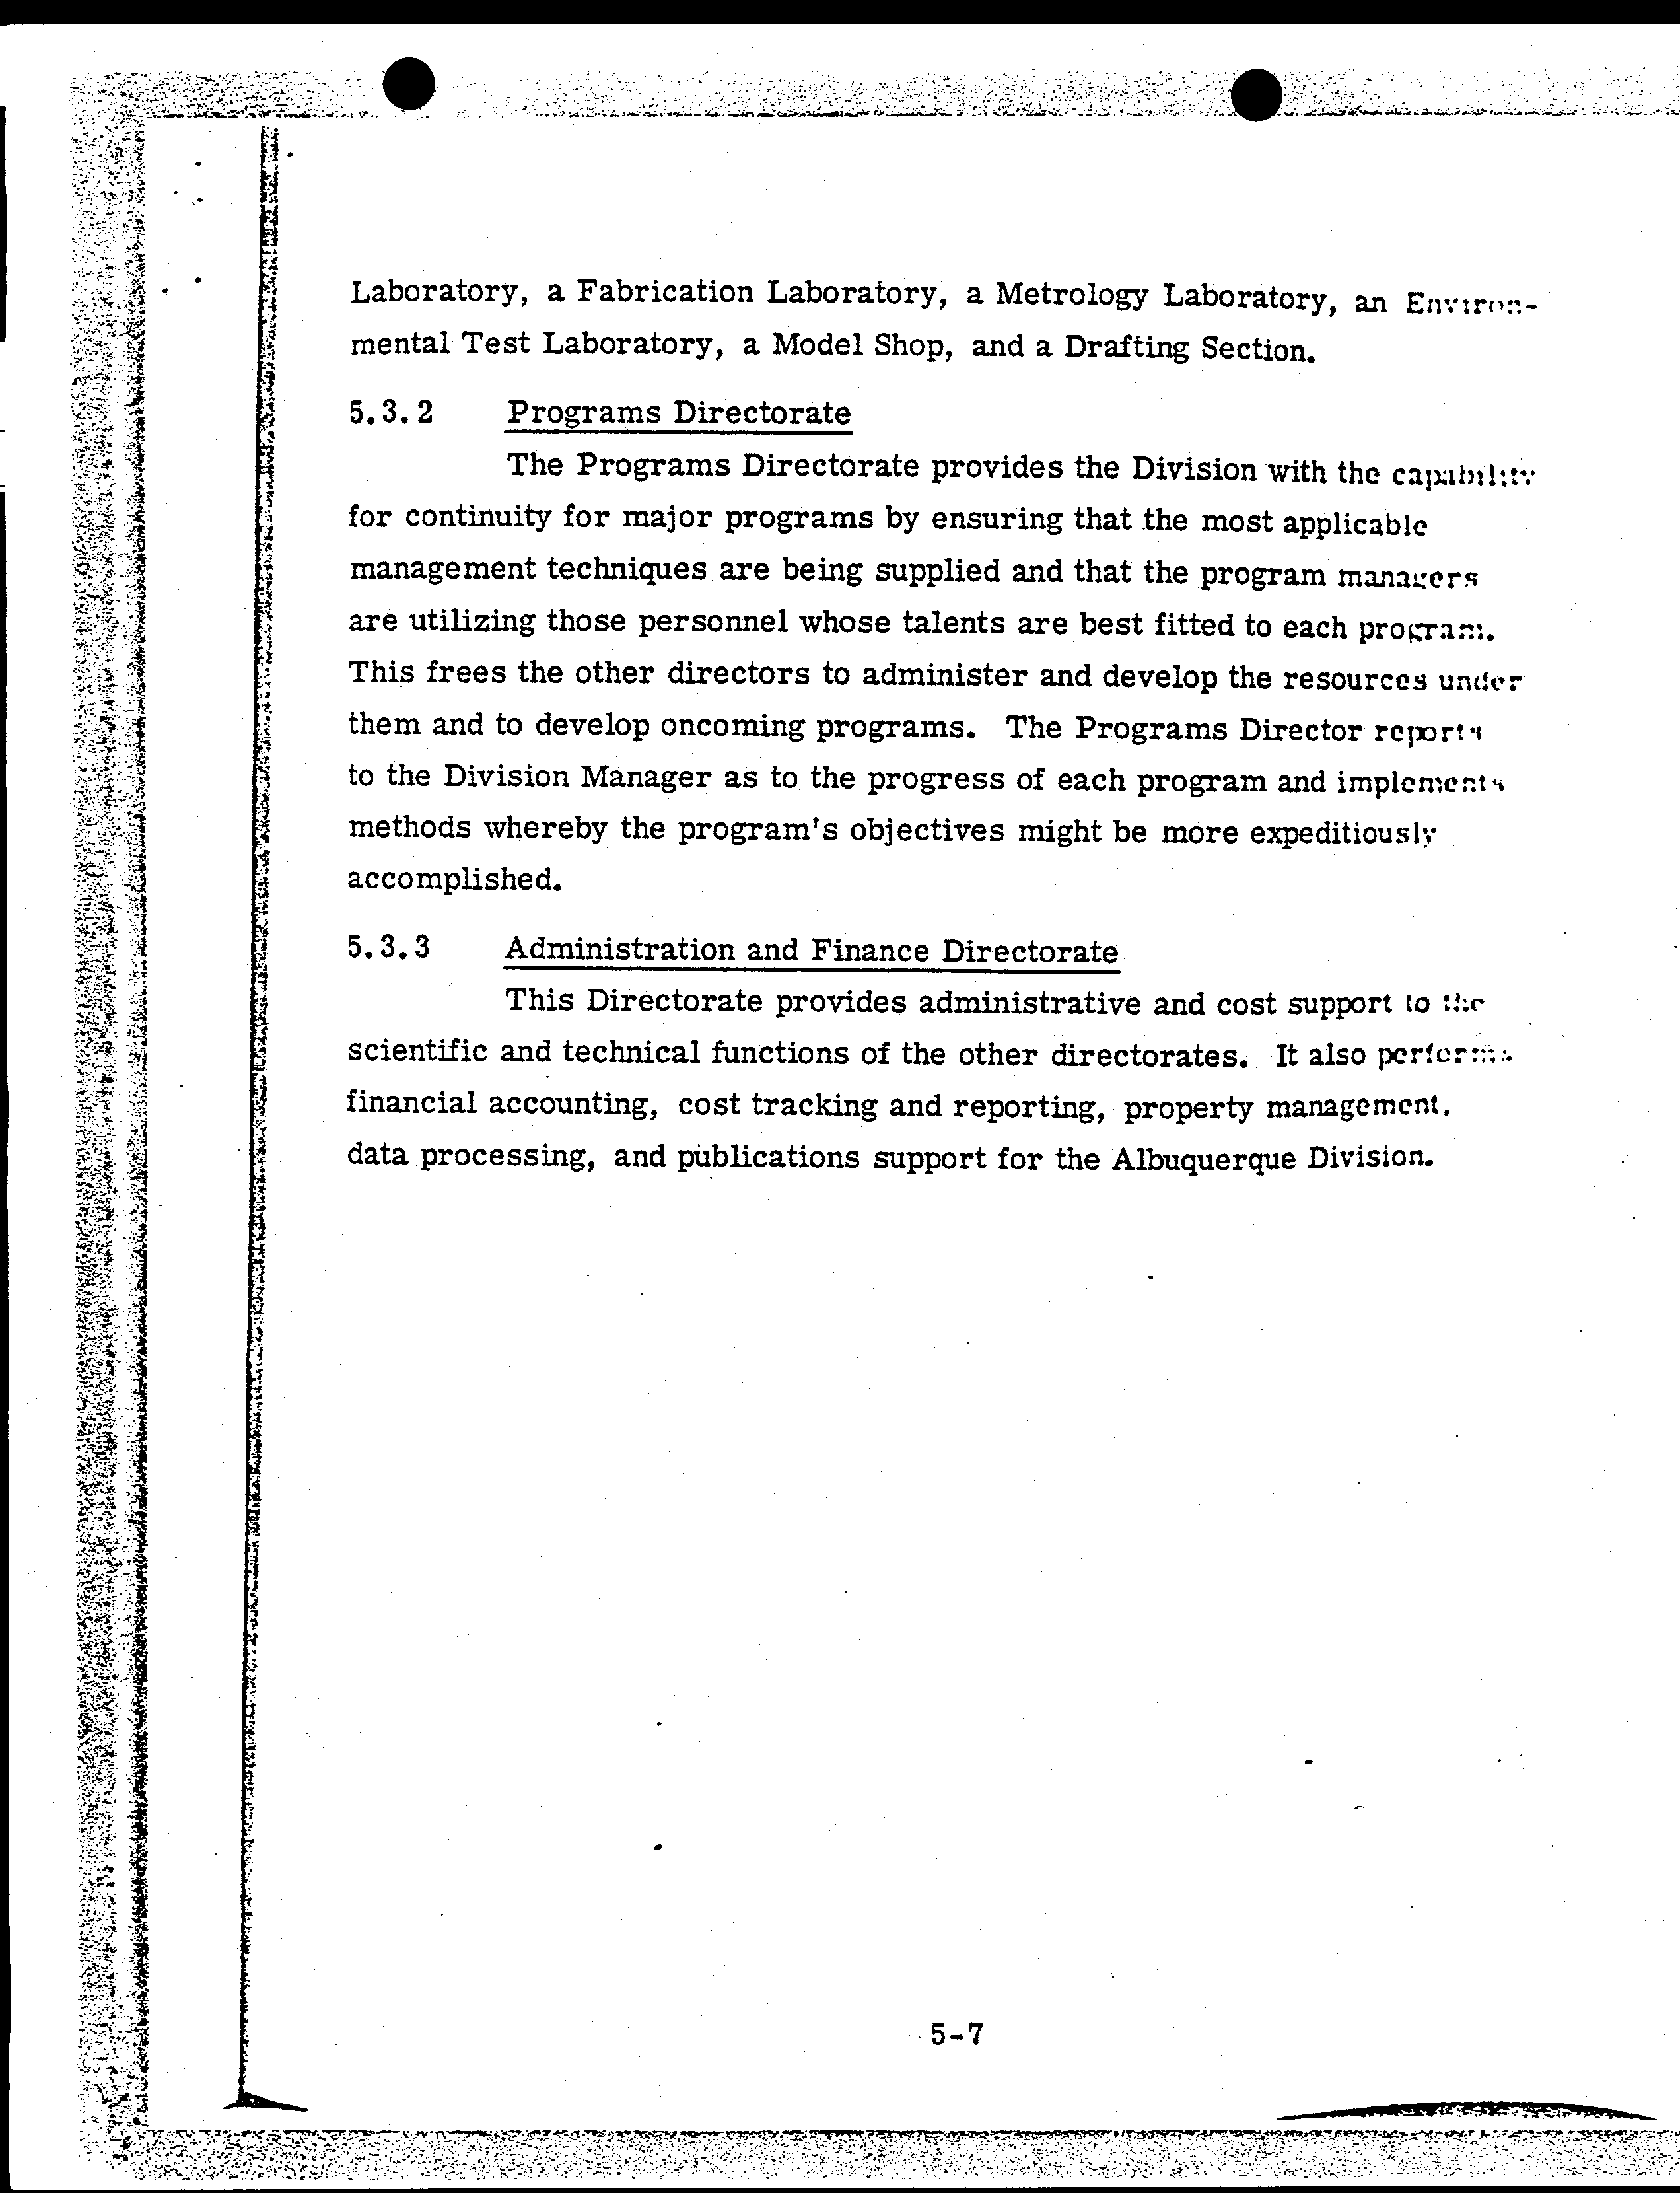 Laboratory, a Fabrication Laboratory, a Metrology Laboratory, an Environ-
mental Test Laboratory, a Model Shop, and a Drafting Section.
5.3.2 Programs Directorate
The Programs Directorate provides the Division with the capability
for continuity for major programs by ensuring that the most applicable
management techniques are being supplied and that the program managers
are utilizing those personnel whose talents are best fitted to each program.
This frees the other directors to administer and develop the resources under
them and to develop oncoming programs. The Programs Director reports
to the Division Manager as to the progress of each program and implements
methods whereby the program's objectives might be more expeditiously
accomplished.
5.3.3 Administration and Finance Directorate
This Directorate provides administrative and cost support to the
scientific and technical functions of the other directorates. It also performs
financial accounting, cost tracking and reporting, property management,
data processing, and publications support for the Albuquerque Division.
5-7